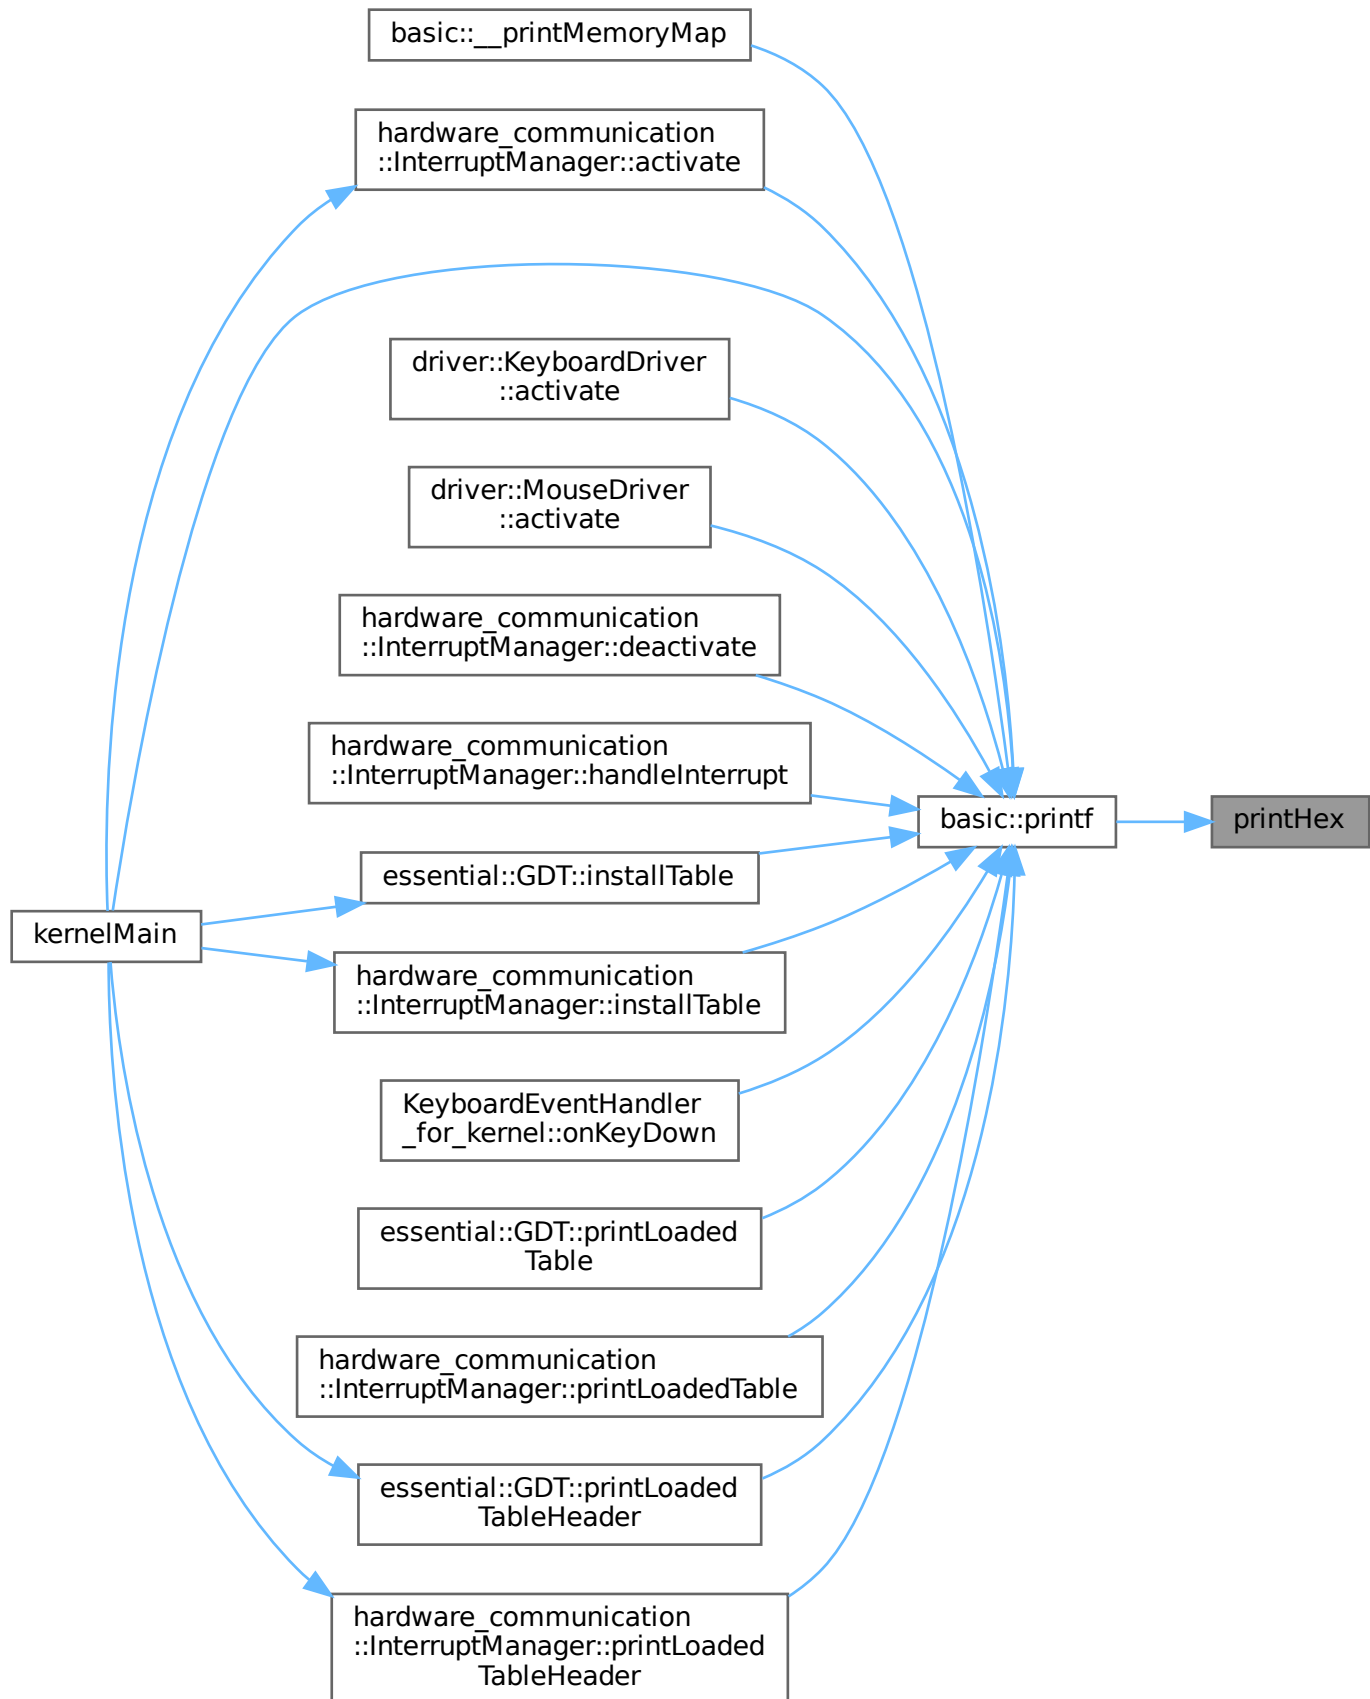 basic::__printMemoryMap
hardware_communication
::InterruptManager::activate
driver::KeyboardDriver
::activate
driver::MouseDriver
::activate
hardware_communication
::InterruptManager::deactivate
hardware_communication
::InterruptManager::handleInterrupt
basic::printf
printHex
essential::GDT::installTable
kernelMain
hardware_communication
::InterruptManager::installTable
KeyboardEventHandler
_for_kernel::onKeyDown
essential::GDT::printLoaded
Table
hardware_communication
::InterruptManager::printLoadedTable
essential::GDT::printLoaded
TableHeader
hardware_communication
::InterruptManager::printLoaded
TableHeader